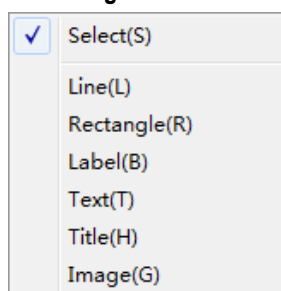 Select(S)
Line(L)
Rectangle(R)
Label(B)
Text(T)
Title(H)
Image(G)